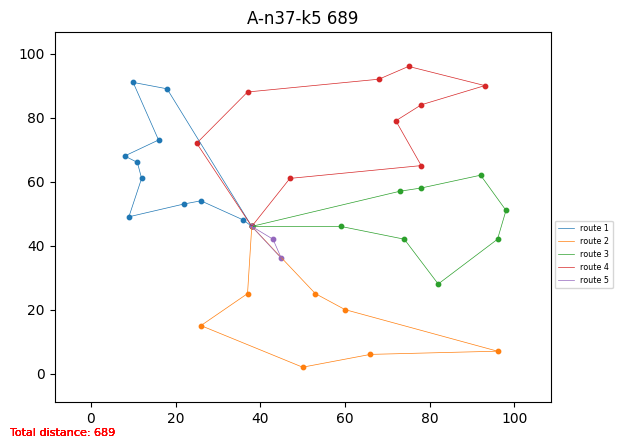 A-n37-k5 689
100
80
60
40
20
0
0 20 40 60 80 100
route 1
route 2
route 3
route 4
route 5
Total distance: 689